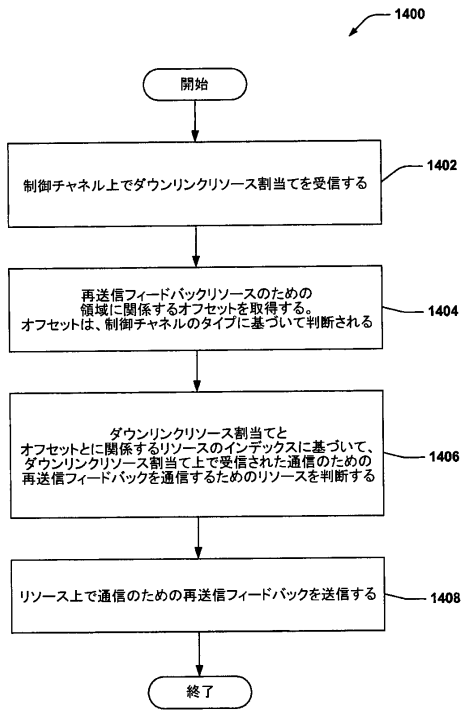 1400
開始
制御チャネル上でダウンリンクリソース割当てを受信する
1402
再送信フィードバックリソースのための
領域に関係するオフセットを取得する。
オフセットは、制御チャネルのタイプに基づいて判断される
1404
ダウンリンクリソース割当てと
オフセットとに関係するリソースのインデックスに基づいて、
ダウンリンクリソース割当て上で受信された通信のための
再送信フィードバックを通信するためのリソースを判断する
1406
リソース上で通信のための再送信フィードバックを送信する
1408
終了